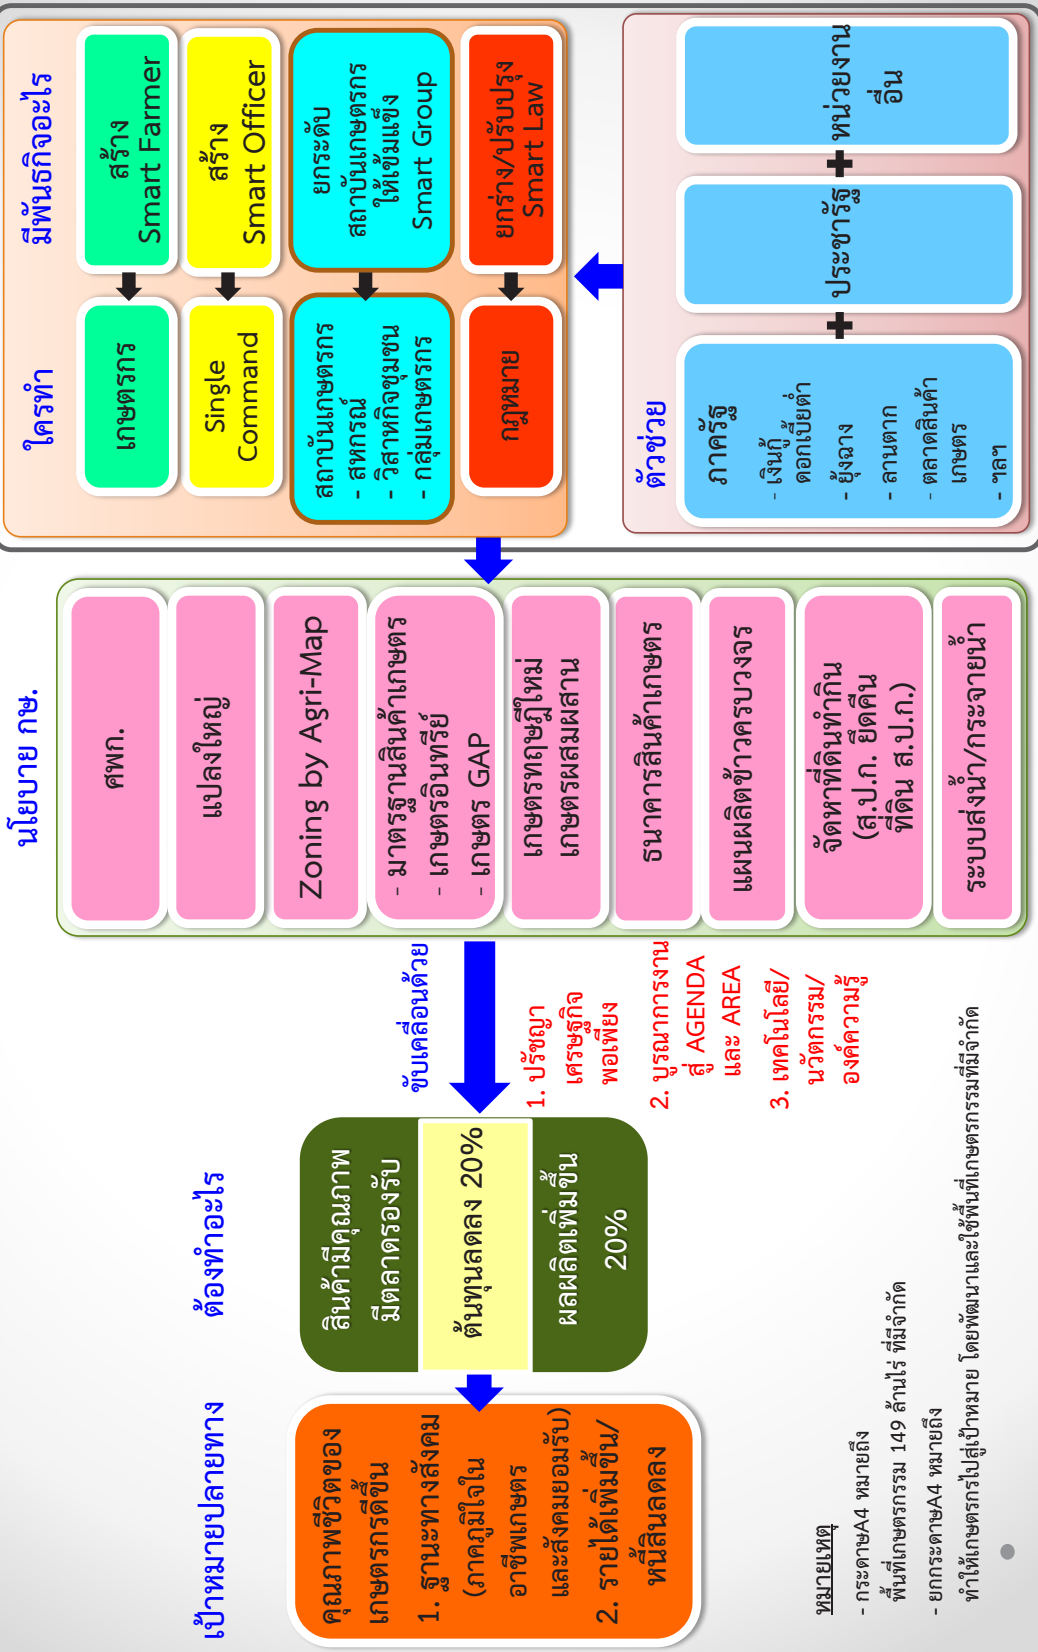 เป้าหมายปลายทาง
คุณภาพชีวิตของ
เกษตรกรดีขึ้น
1. ฐานะทางสังคม
(ภาคภูมิใจใน
อาชีพเกษตร
และสังคมยอมรับ)
2. รายได้เพิ่มขึ้น/
หนี้สินลดลง
ต้องทำอะไร
สินค้ามีคุณภาพ
มีตลาดรองรับ
ต้นทุนลดลง 20%
ผลผลิตเพิ่มขึ้น
20%
ขับเคลื่อนด้วย
1. ปรัชญา
เศรษฐกิจ
พอเพียง
2. บูรณาการงาน
สู่ AGENDA
และ AREA
3. เทคโนโลยี/
นวัตกรรม/
องค์ความรู้
นโยบาย กษ.
ศพก.
แปลงใหญ่
Zoning by Agri-Map
- มาตรฐานสินค้าเกษตร
- เกษตรอินทรีย์
- เกษตร GAP
เกษตรทฤษฎีใหม่
เกษตรผสมผสาน
ธนาคารสินค้าเกษตร
แผนผลิตข้าวครบวงจร
จัดหาที่ดินทำกิน
(ส.ป.ก. ยึดคืน
ที่ดิน ส.ป.ก.)
ระบบส่งน้ำ/กระจายน้ำ
ใครทำ
เกษตรกร
Single
Command
สถาบันเกษตรกร
- สหกรณ์
- วิสาหกิจชุมชน
- กลุ่มเกษตรกร
กฎหมาย
มีพันธกิจอะไร
สร้าง
Smart Farmer
สร้าง
Smart Officer
ยกระดับ
สถาบันเกษตรกร
ให้เข้มแข็ง
Smart Group
ยกร่าง/ปรับปรุง
Smart Law
ตัวช่วย
ภาครัฐ
- เงินกู้
ดอกเบี้ยต่ำ
- ยุ้งฉาง
- ลานตาก
- ตลาดสินค้า
เกษตร
- ฯลฯ
+
ประชารัฐ
+
หน่วยงาน
อื่น
หมายเหตุ
- กระดาษA4 หมายถึง
พื้นที่เกษตรกรรม 149 ล้านไร่ ที่มีจำกัด
- ยกกระดาษA4 หมายถึง
ทำให้เกษตรกรไปสู่เป้าหมาย โดยพัฒนาและใช้พื้นที่เกษตรกรรมที่มีจำกัด